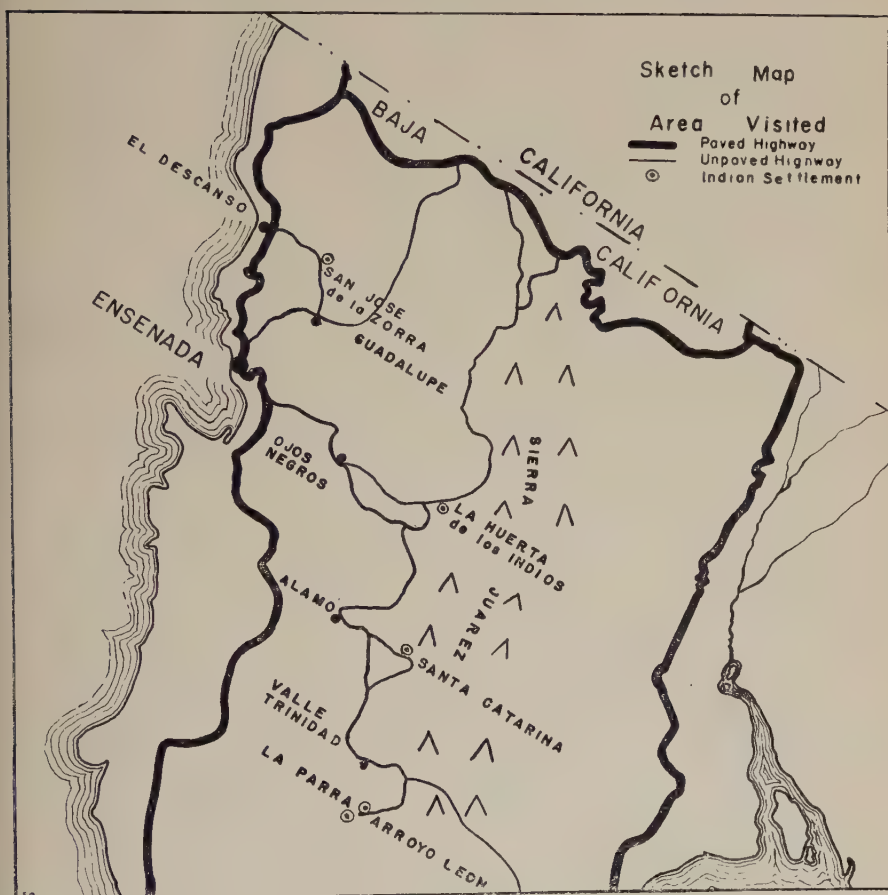 Sketch Map
of
Area Visited
Paved Highway
Unpaved Highway
Indian Settlement
BAJA CALIFORNIA
CALIFORNIA
EL DESCANSO
SAN JOSE
de la ZORRA
ENSENADA
GUADALUPE
OJOS
NEGROS
SIERRA
JUAREZ
LA HUERTA
de los INDIOS
ALAMO
SANTA CATARINA
VALLE
TRINIDAD
LA PARRA
ARROYO LEON